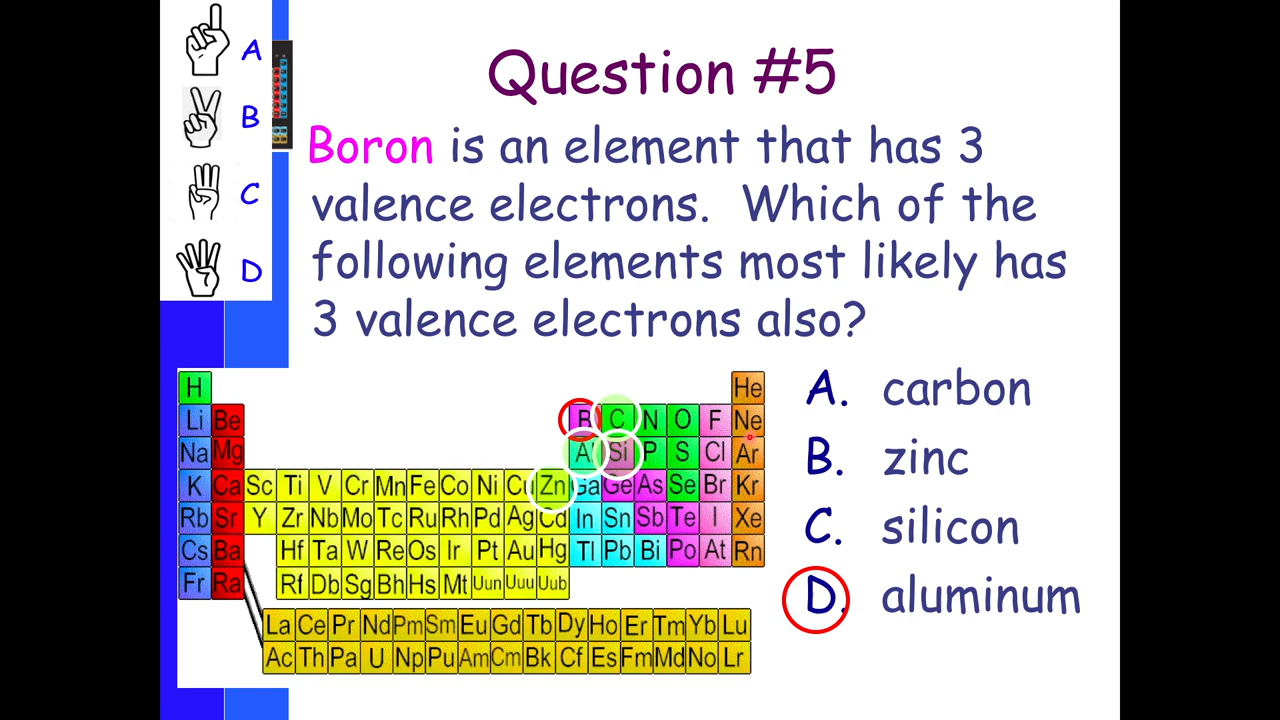 A
B
C
D
Question #5
Boron is an element that has 3
valence electrons. Which of the
following elements most likely has
3 valence electrons also?
A. carbon
B. zinc
C. silicon
D. aluminum
H He
Li Be B C N O F Ne
Na Mg Al Si P S Cl Ar
K Ca Sc Ti V Cr Mn Fe Co Ni Cu Zn Ga Ge As Se Br Kr
Rb Sr Y Zr Nb Mo Tc Ru Rh Pd Ag Cd In Sn Sb Te I Xe
Cs Ba Hf Ta W Re Os Ir Pt Au Hg Tl Pb Bi Po At Rn
Fr Ra Rf Db Sg Bh Hs Mt Uun Uuu Uub
La Ce Pr Nd Pm Sm Eu Gd Tb Dy Ho Er Tm Yb Lu
Ac Th Pa U Np Pu Am Cm Bk Cf Es Fm Md No Lr